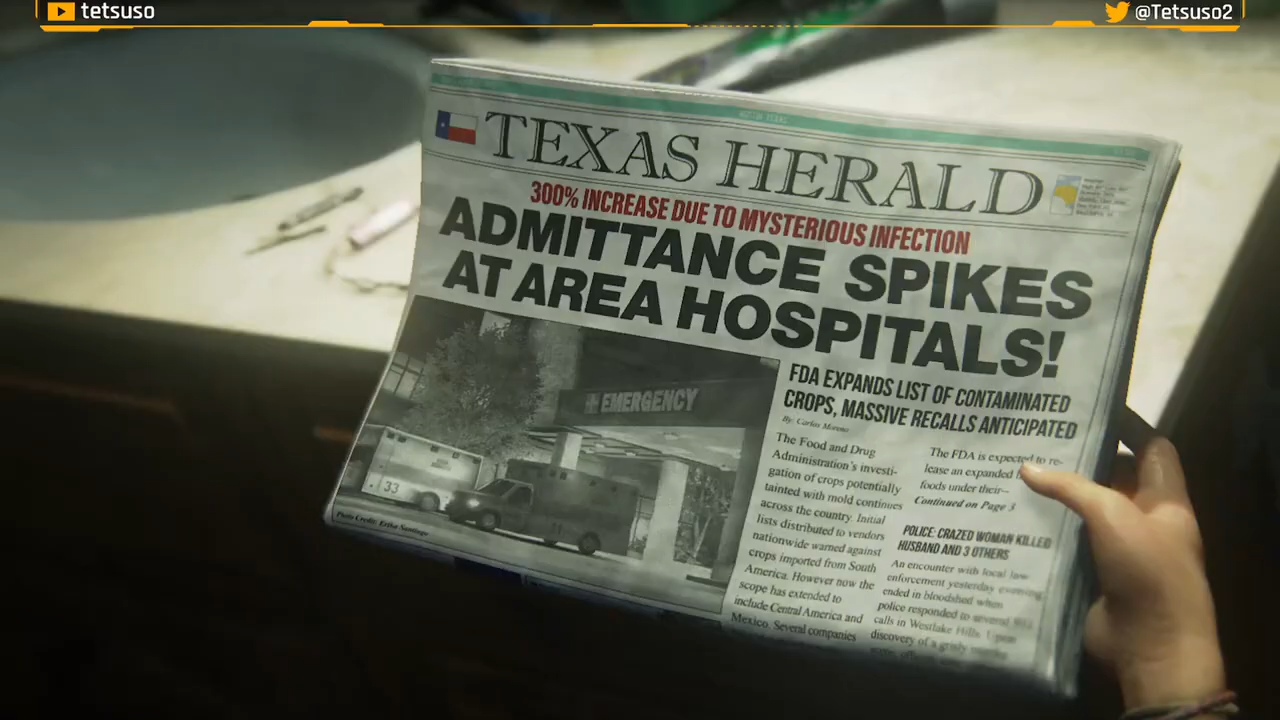 tetsuso
@Tetsuso2
TEXAS HERALD
300% INCREASE DUE TO MYSTERIOUS INFECTION
ADMITTANCE SPIKES
AT AREA HOSPITALS!
EMERGENCY
33
FDA EXPANDS LIST OF CONTAMINATED
CROPS, MASSIVE RECALLS ANTICIPATED
By: Carlos Moreno
The Food and Drug
Administration's investi-
gation of crops potentially
tainted with mold continues
across the country. Initial
lists distributed to vendors
nationwide warned against
crops imported from South
America. However now the
scope has extended to
include Central America and
Mexico. Several companies
The FDA is expected to re-
lease an expanded
foods under their--
Continued on Page 3
POLICE: CRAZED WOMAN KILLED
HUSBAND AND 3 OTHERS
An encounter with local law
enforcement yesterday evening
ended in bloodshed when
police responded to several 911
calls in Westlake Hills. Upon
discovery of a grisly
Photo Credit: Erika Santiago